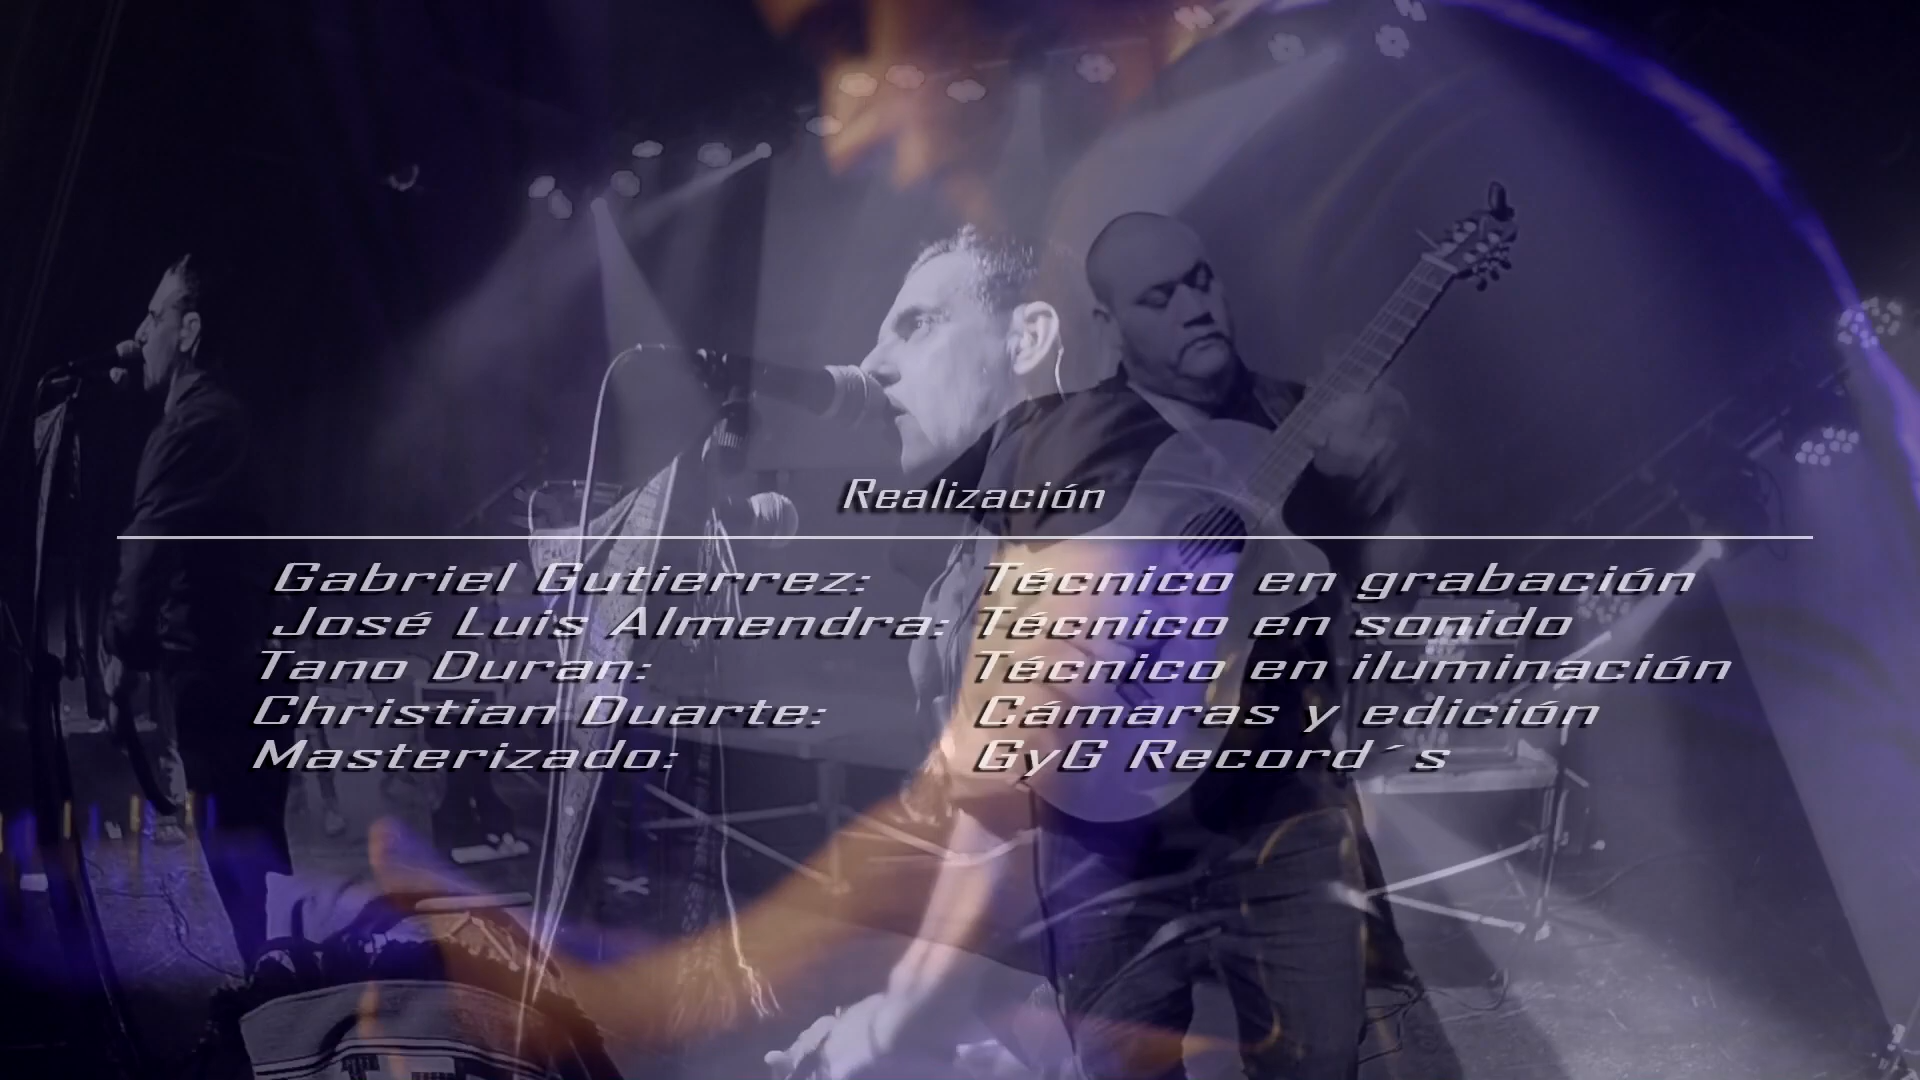 Realización
Gabriel Gutierrez: Técnico en grabación
José Luis Almendra: Técnico en sonido
Tano Duran: Técnico en iluminación
Christian Duarte: Cámaras y edición
Masterizado: GyG Record´s